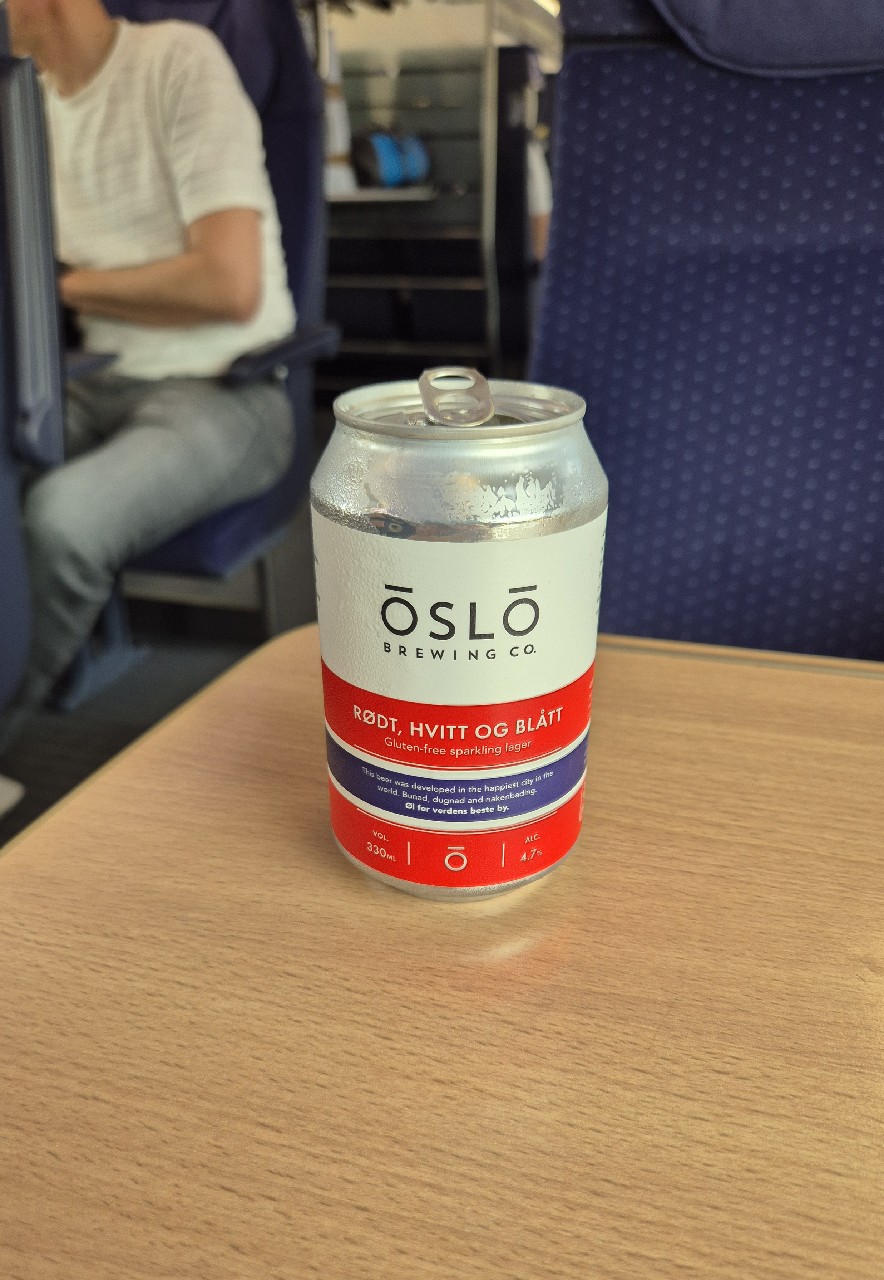 ŌSLŌ
BREWING CO.
RØDT, HVITT OG BLÅTT
Gluten-free sparkling lager
This beer was developed in the happiest city in the
world. Bunad, dugnad and nakenbading.
Øl for verdens beste by.
VOL.
330ML
Ō
ALC.
4.7%